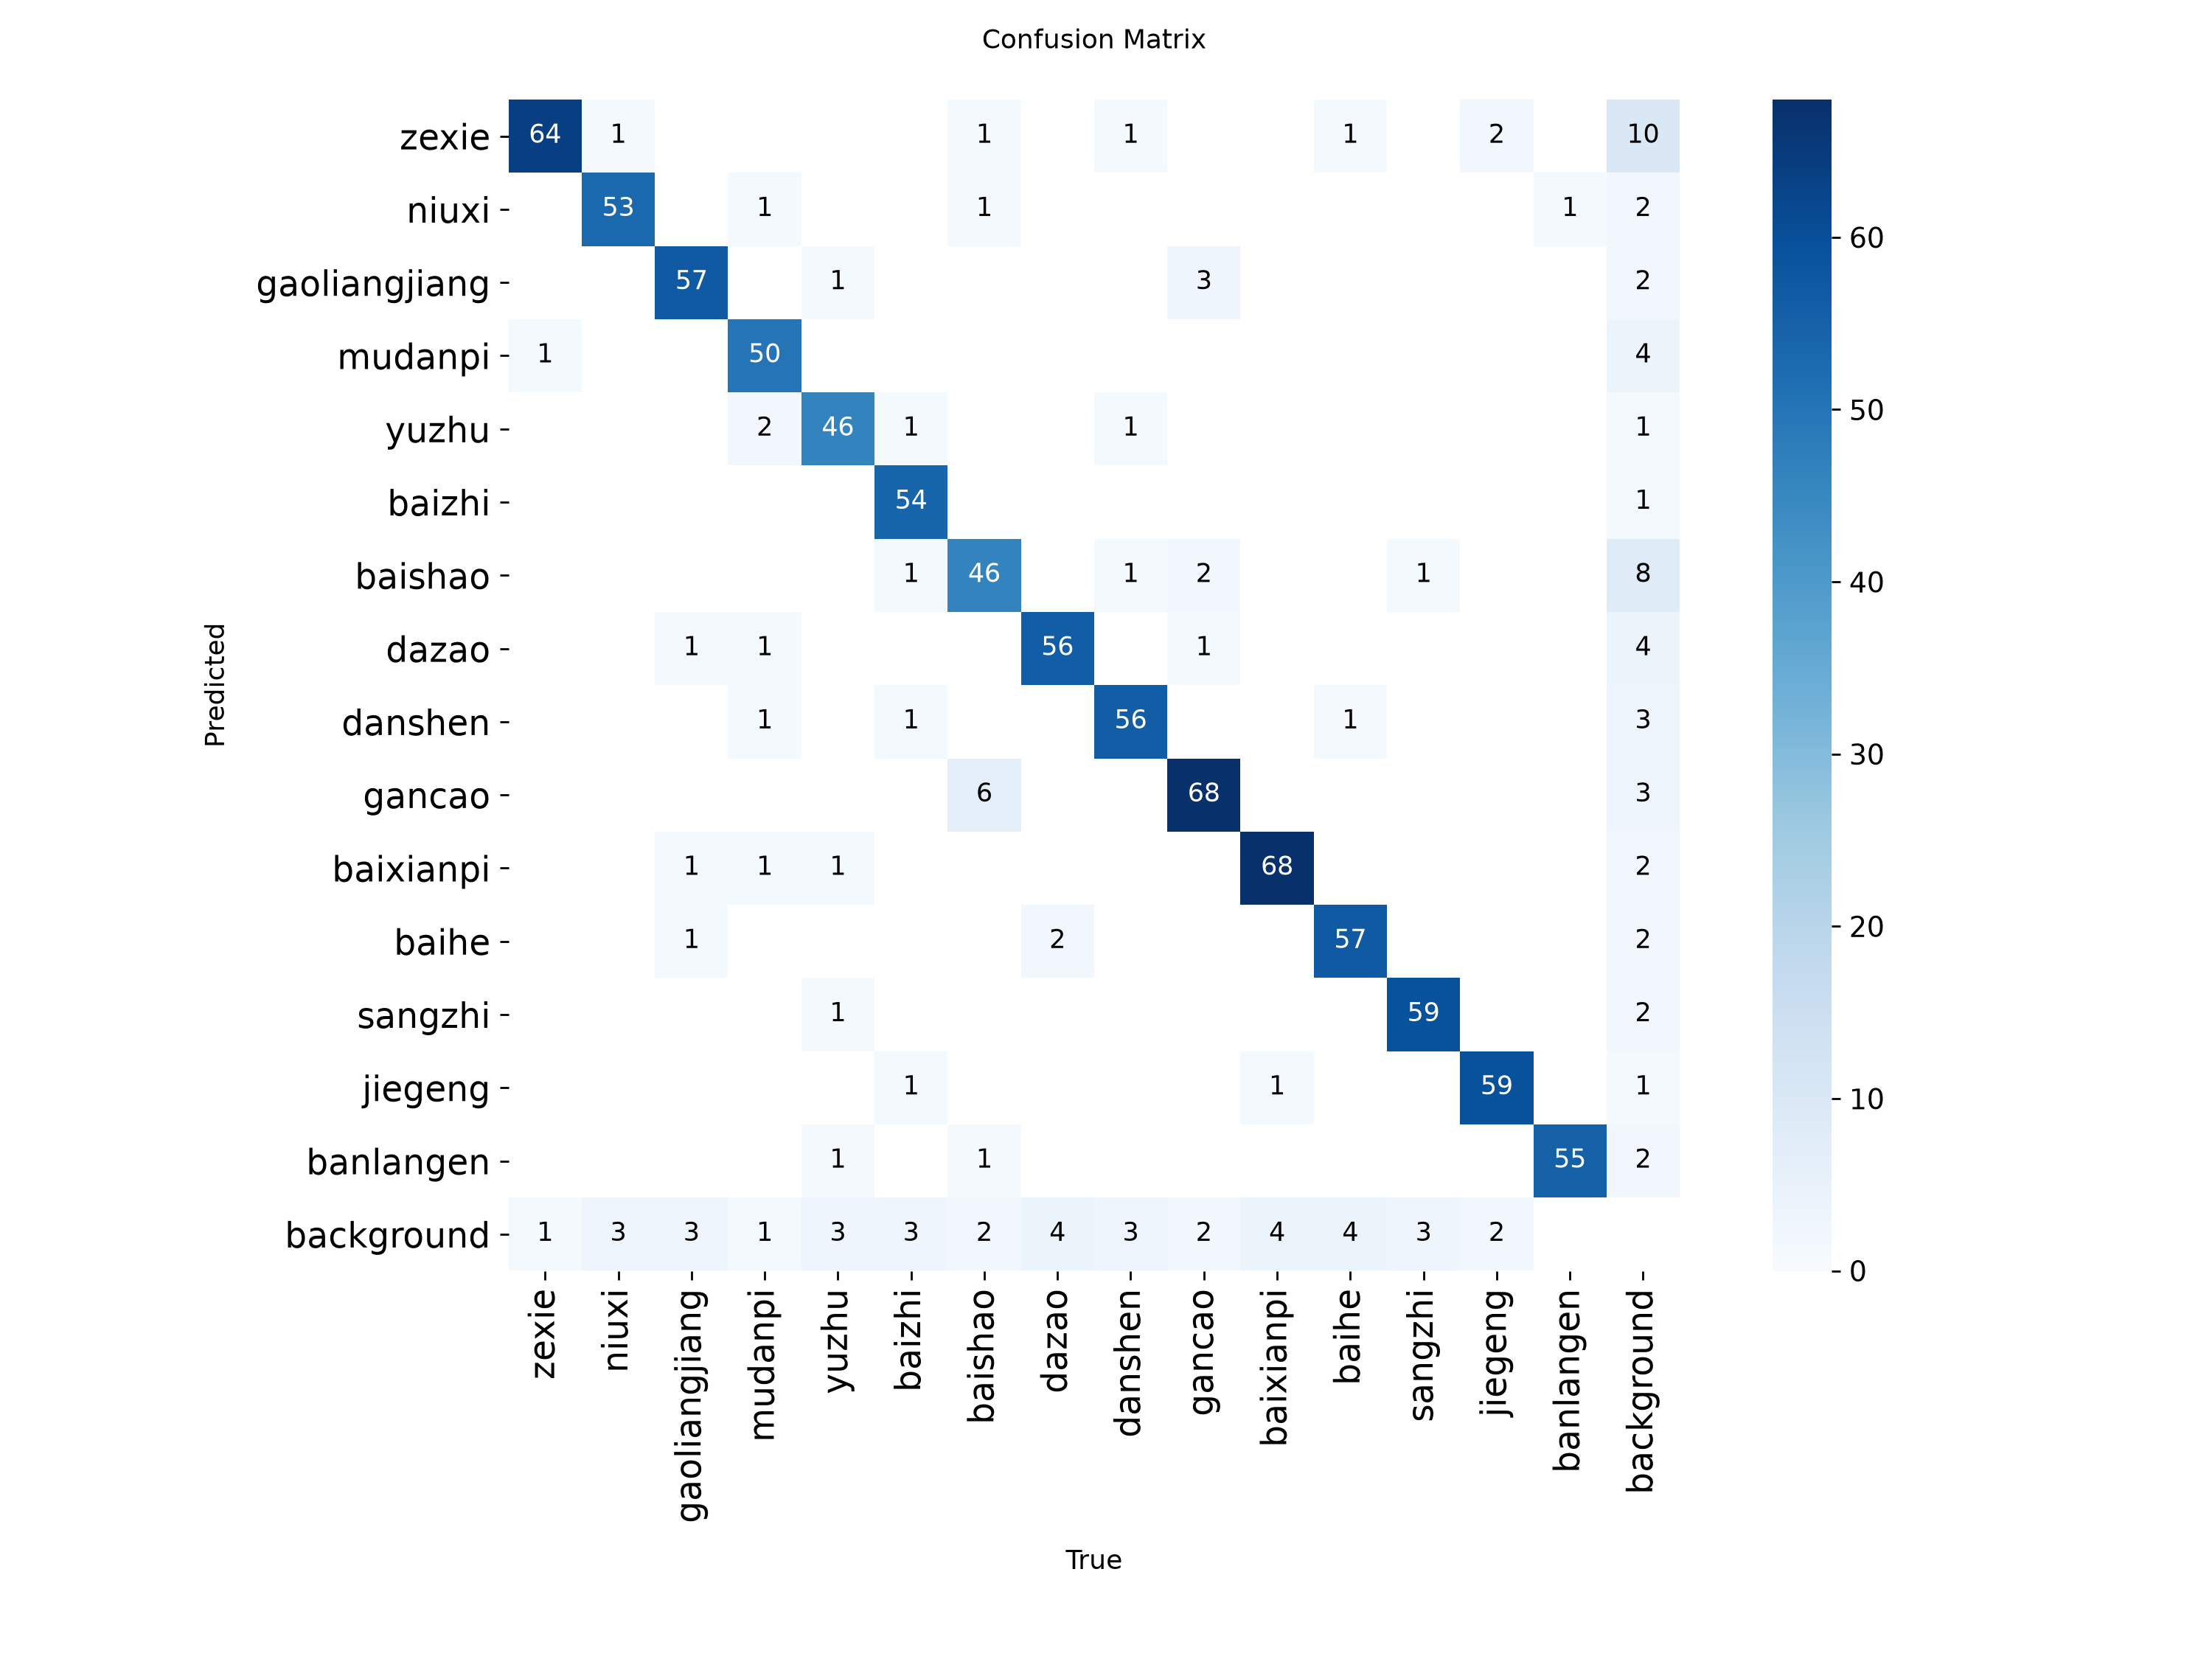 Confusion Matrix
zexie 64 1 1 1 1 2 10
niuxi 53 1 1 1 2
gaoliangjiang 57 1 3 2
mudanpi 1 50 4
yuzhu 2 46 1 1 1
baizhi 54 1
baishao 1 46 1 2 1 8
dazao 1 1 56 1 4
danshen 1 1 56 1 3
gancao 6 68 3
baixianpi 1 1 1 68 2
baihe 1 2 57 2
sangzhi 1 59 2
jiegeng 1 1 59 1
banlangen 1 1 55 2
background 1 3 3 1 3 3 2 4 3 2 4 4 3 2
Predicted
zexie niuxi gaoliangjiang mudanpi yuzhu baizhi baishao dazao danshen gancao baixianpi baihe sangzhi jiegeng banlangen background
True
60
50
40
30
20
10
0